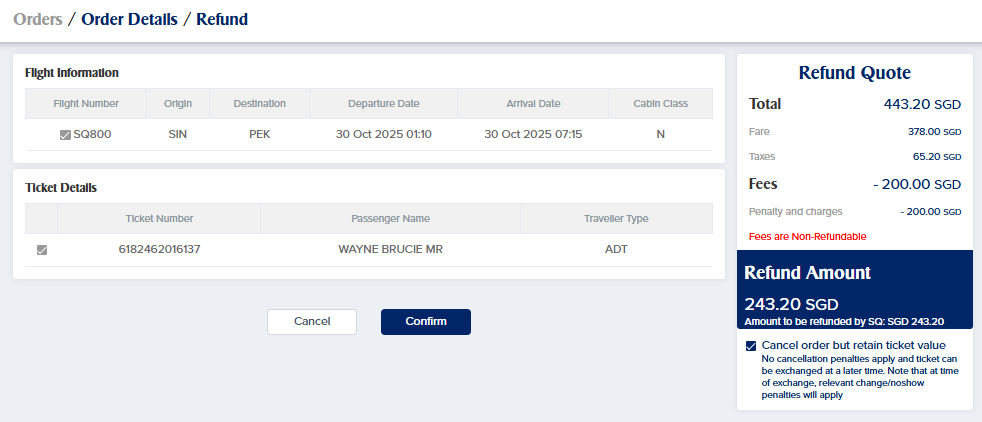 Orders / Order Details / Refund
Flight Information
Flight Number Origin Destination Departure Date Arrival Date Cabin Class
SQ800 SIN PEK 30 Oct 2025 01:10 30 Oct 2025 07:15 N
Ticket Details
Ticket Number Passenger Name Traveller Type
6182462016137 WAYNE BRUCIE MR ADT
Cancel Confirm
Refund Quote
Total 443.20 SGD
Fare 378.00 SGD
Taxes 65.20 SGD
Fees - 200.00 SGD
Penalty and charges - 200.00 SGD
Fees are Non-Refundable
Refund Amount
243.20 SGD
Amount to be refunded by SQ: SGD 243.20
Cancel order but retain ticket value
No cancellation penalties apply and ticket can
be exchanged at a later time. Note that at time
of exchange, relevant change/noshow
penalties will apply